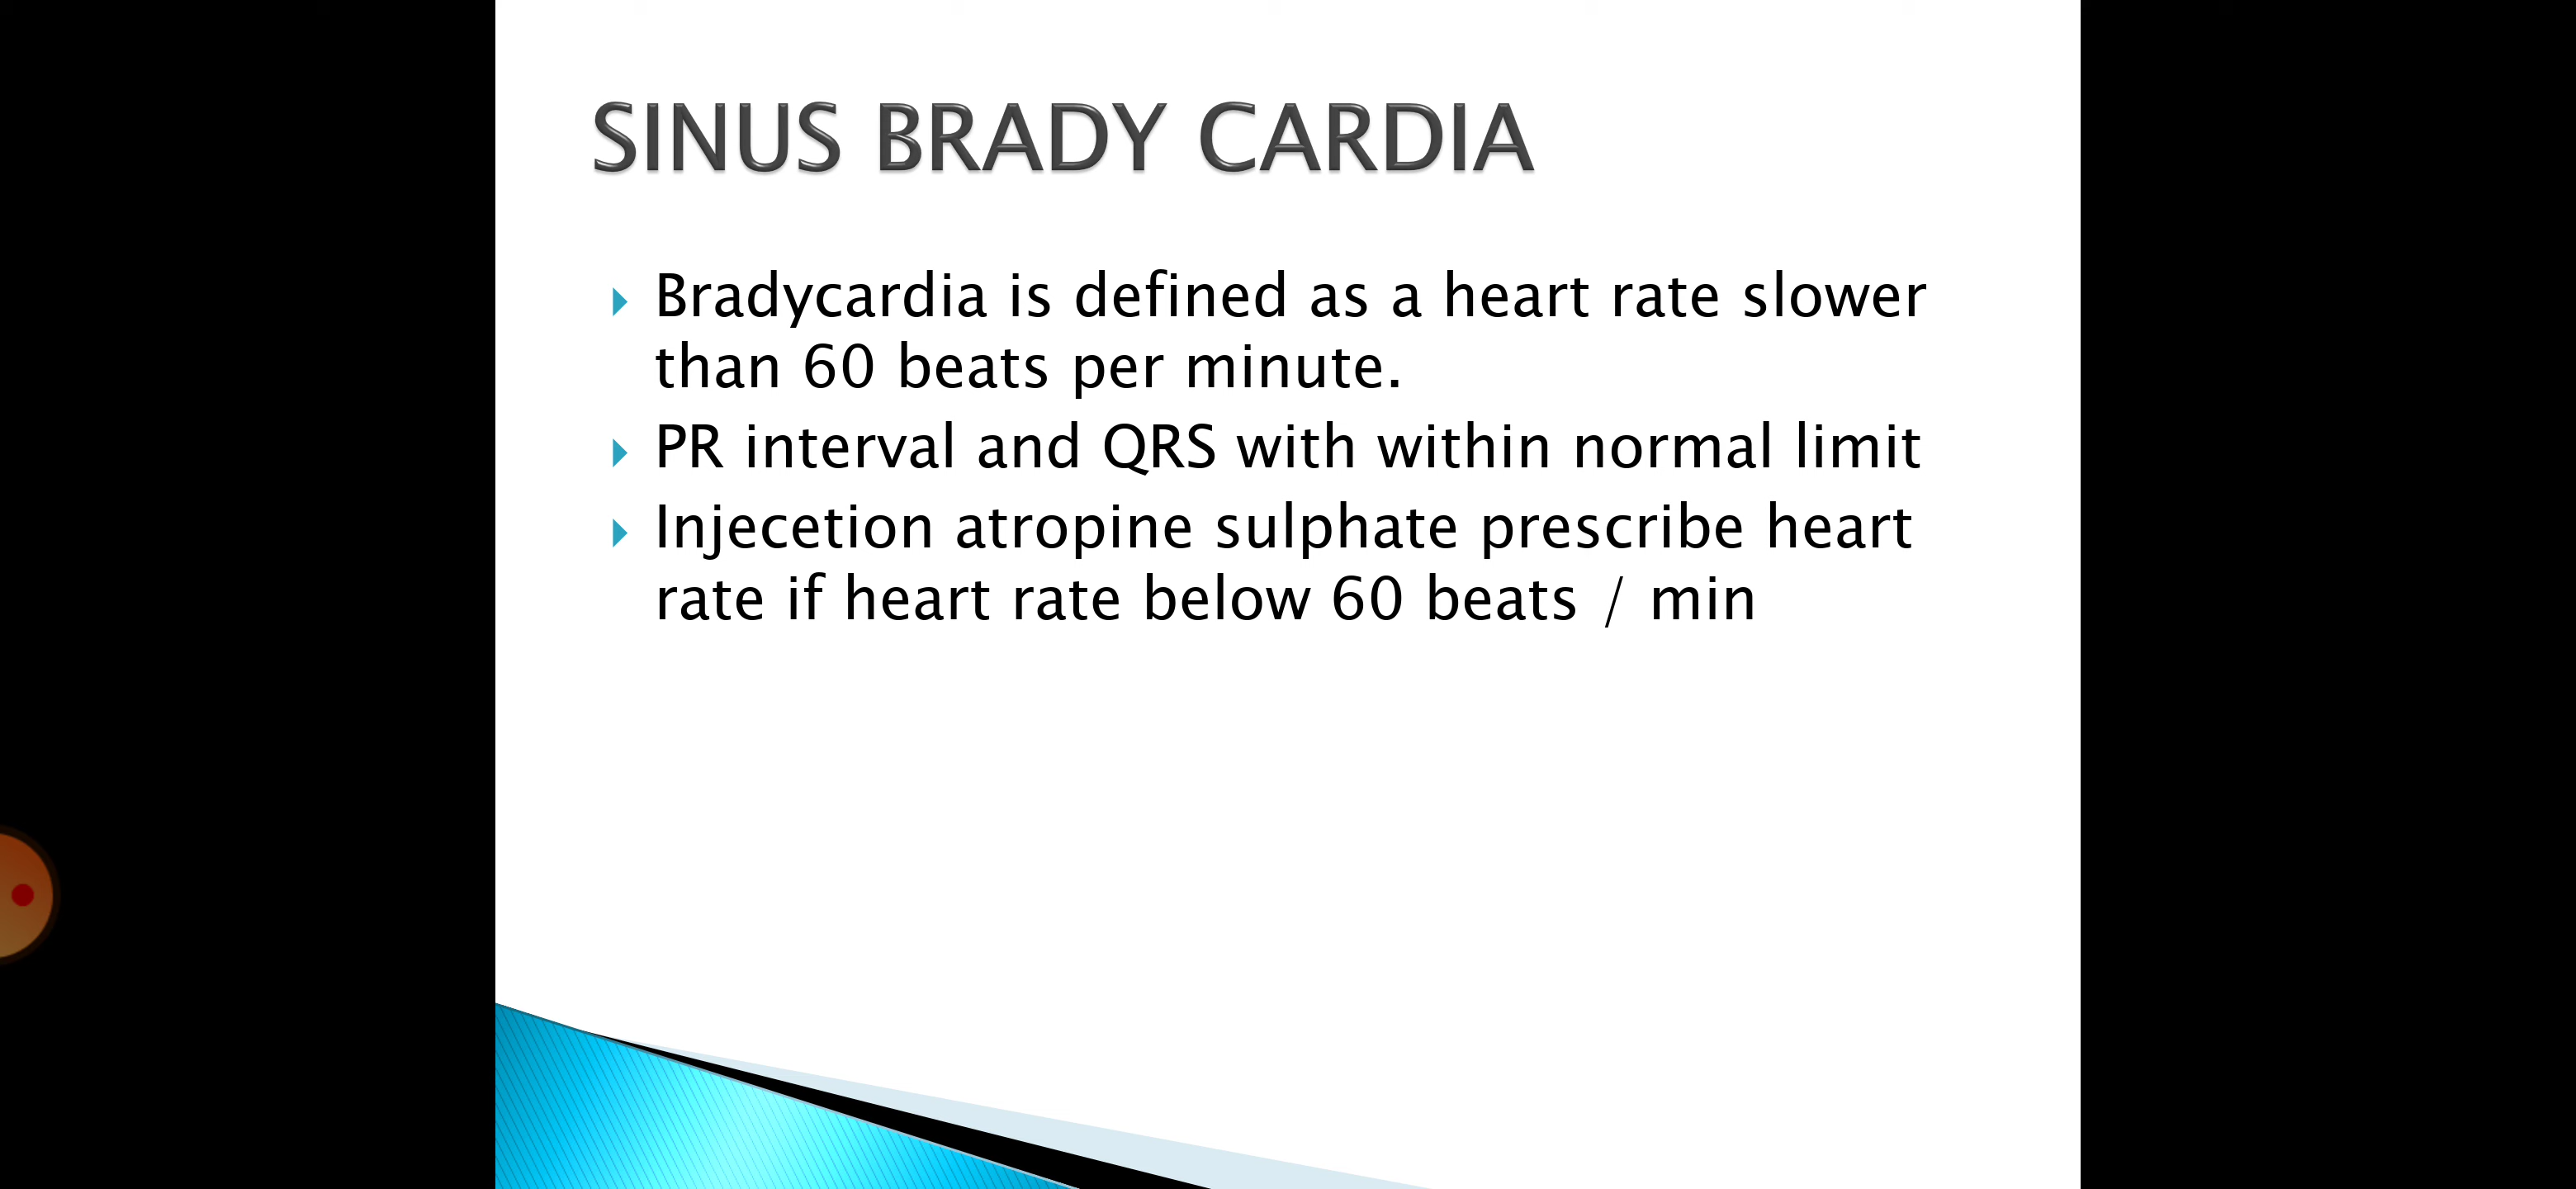 SINUS BRADY CARDIA
Bradycardia is defined as a heart rate slower
than 60 beats per minute.
PR interval and QRS with within normal limit
Injecetion atropine sulphate prescribe heart
rate if heart rate below 60 beats / min